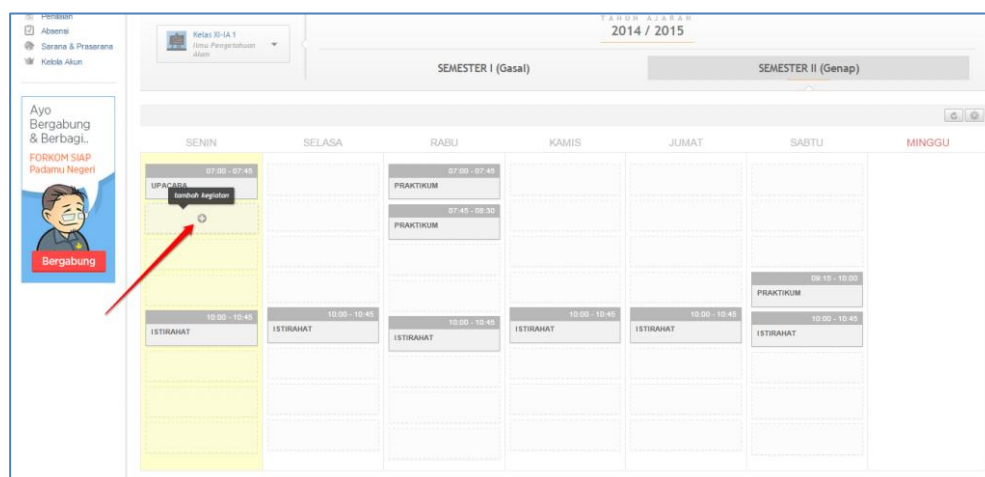 Penilaian
Absensi
Sarana & Prasarana
Kelola Akun
Kelas XI-IA 1
Ilmu Pengetahuan
Alam
TAHUN AJARAN
2014 / 2015
SEMESTER I (Gasal)
SEMESTER II (Genap)
Ayo
Bergabung
& Berbagi..
FORKOM SIAP
Padamu Negeri
Bergabung
SENIN
SELASA
RABU
KAMIS
JUMAT
SABTU
MINGGU
07:00 - 07:45
UPACARA
tambah kegiatan
10:00 - 10:45
ISTIRAHAT
10:00 - 10:45
ISTIRAHAT
07:00 - 07:45
PRAKTIKUM
07:45 - 08:30
PRAKTIKUM
10:00 - 10:45
ISTIRAHAT
10:00 - 10:45
ISTIRAHAT
10:00 - 10:45
ISTIRAHAT
09:15 - 10:00
PRAKTIKUM
10:00 - 10:45
ISTIRAHAT